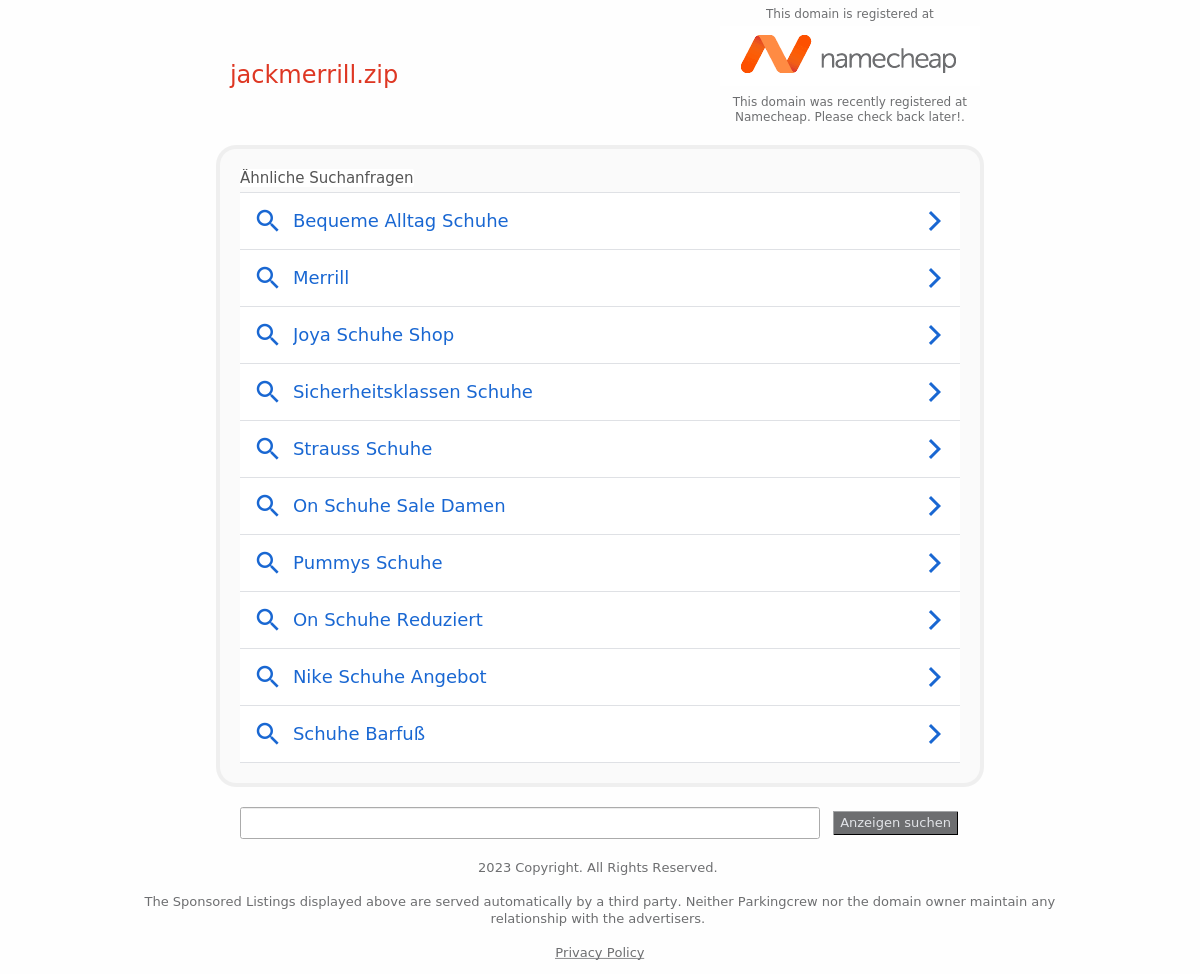 This domain is registered at
namecheap
jackmerrill.zip
This domain was recently registered at
Namecheap. Please check back later!.
Ähnliche Suchanfragen
Bequeme Alltag Schuhe
Merrill
Joya Schuhe Shop
Sicherheitsklassen Schuhe
Strauss Schuhe
On Schuhe Sale Damen
Pummys Schuhe
On Schuhe Reduziert
Nike Schuhe Angebot
Schuhe Barfuß
Anzeigen suchen
2023 Copyright. All Rights Reserved.
The Sponsored Listings displayed above are served automatically by a third party. Neither Parkingcrew nor the domain owner maintain any
relationship with the advertisers.
Privacy Policy